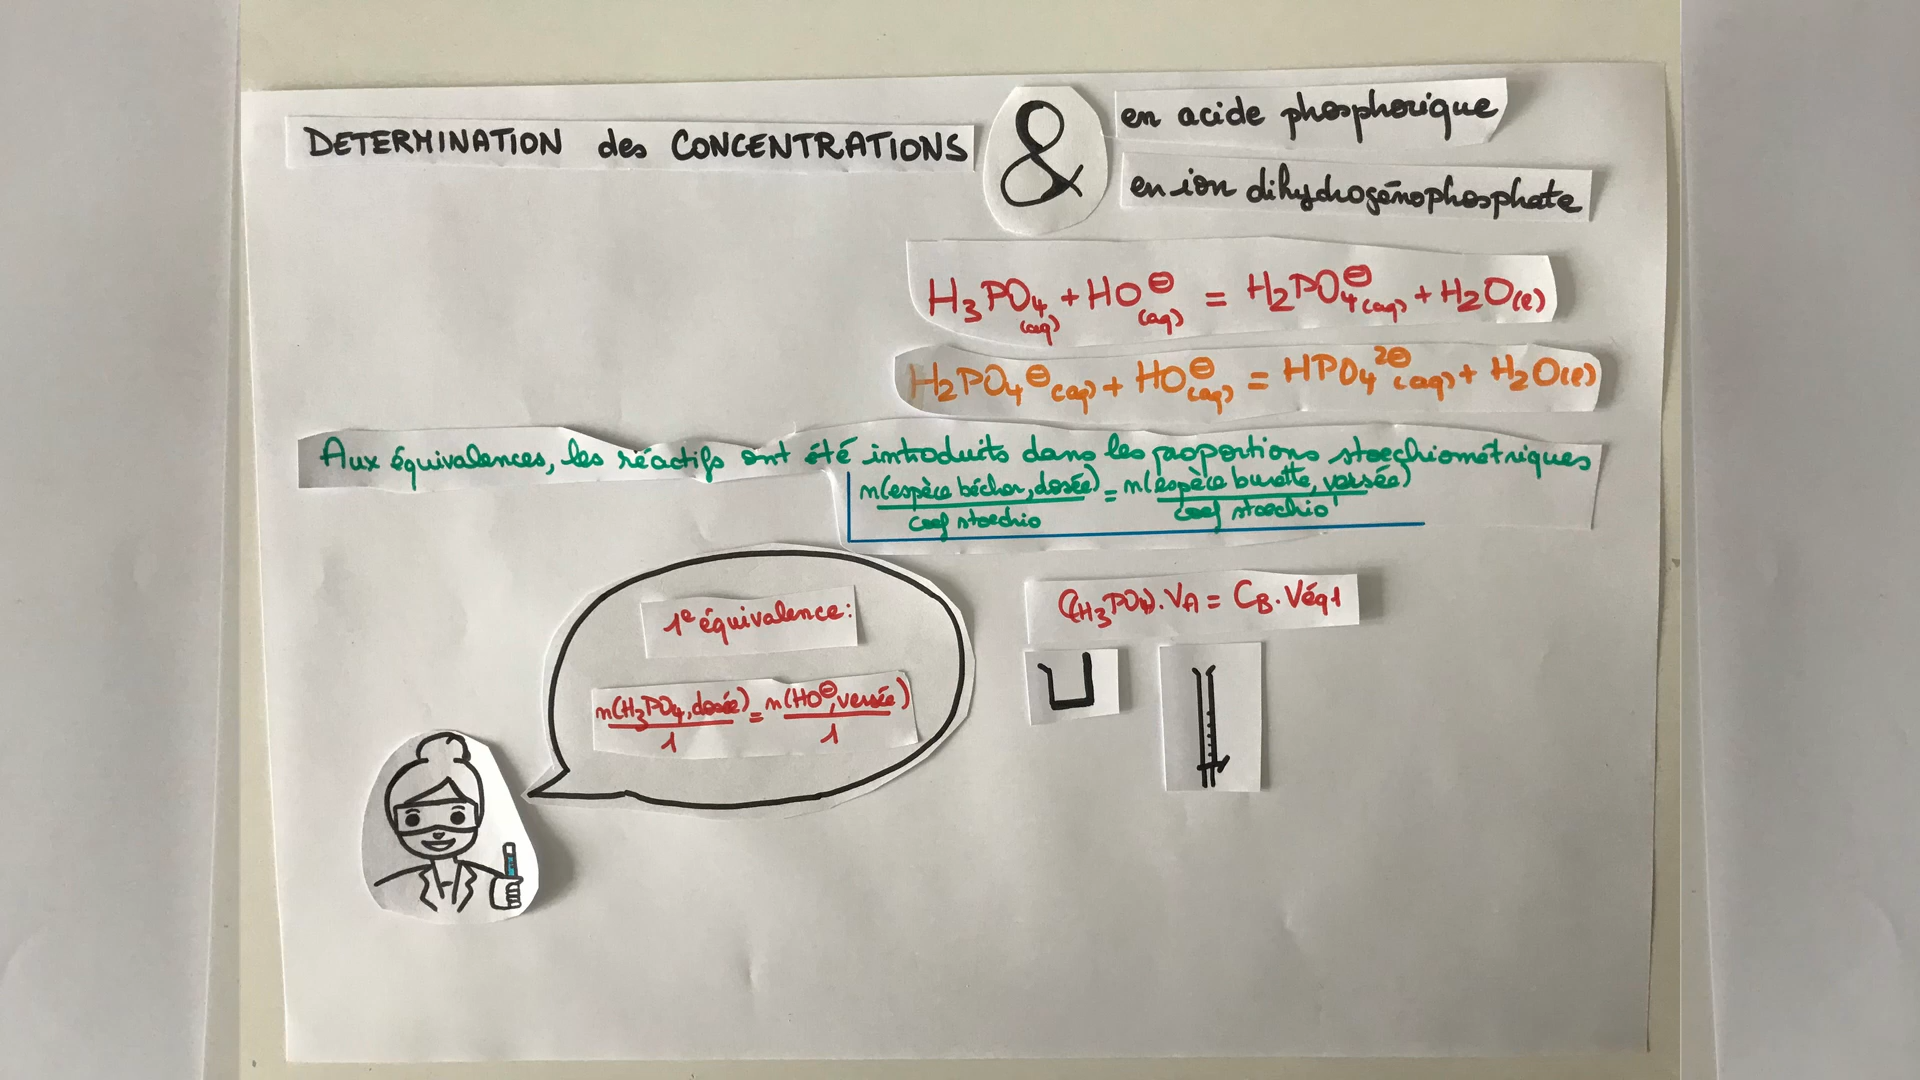 DETERMINATION des CONCENTRATIONS
&
en acide phosphorique
en ion dihydrogénophosphate
H₃PO₄(aq) + HO⊖(aq) = H₂PO₄⊖(aq) + H₂O(l)
H₂PO₄⊖(aq) + HO⊖(aq) = HPO₄²⊖(aq) + H₂O(l)
Aux équivalences, les réactifs ont été introduits dans les proportions stoechiométriques
n(espèce bécher, dosée) = n(espèce burette, versée)
coef stoechio coef stoechio
1e équivalence:
n(H₃PO₄, dosée) = n(HO⊖, versée)
1 1
C(H₃PO₄).VA = CB.Véq1